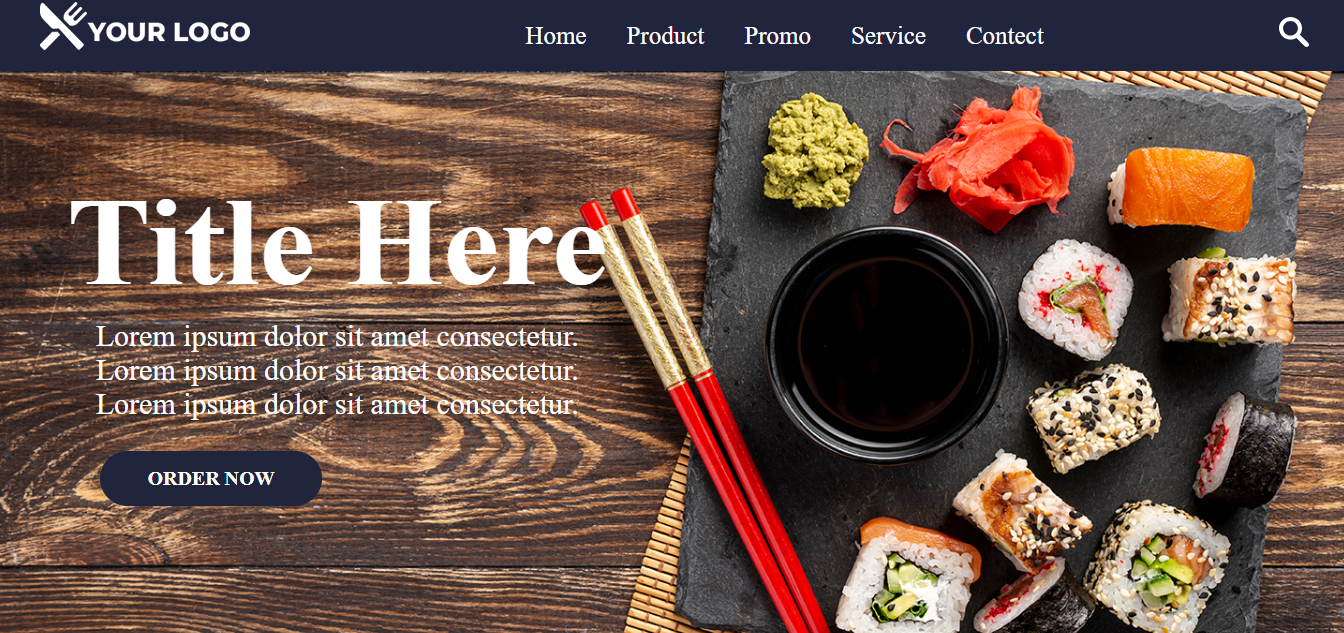 YOUR LOGO
Home Product Promo Service Contect
Title Here
Lorem ipsum dolor sit amet consectetur.
Lorem ipsum dolor sit amet consectetur.
Lorem ipsum dolor sit amet consectetur.
ORDER NOW